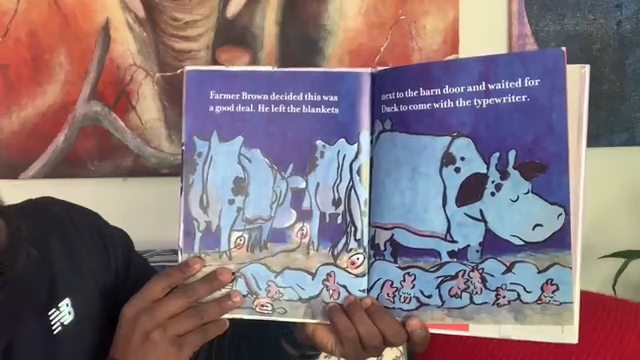 Farmer Brown decided this was
a good deal. He left the blankets
next to the barn door and waited for
Duck to come with the typewriter.